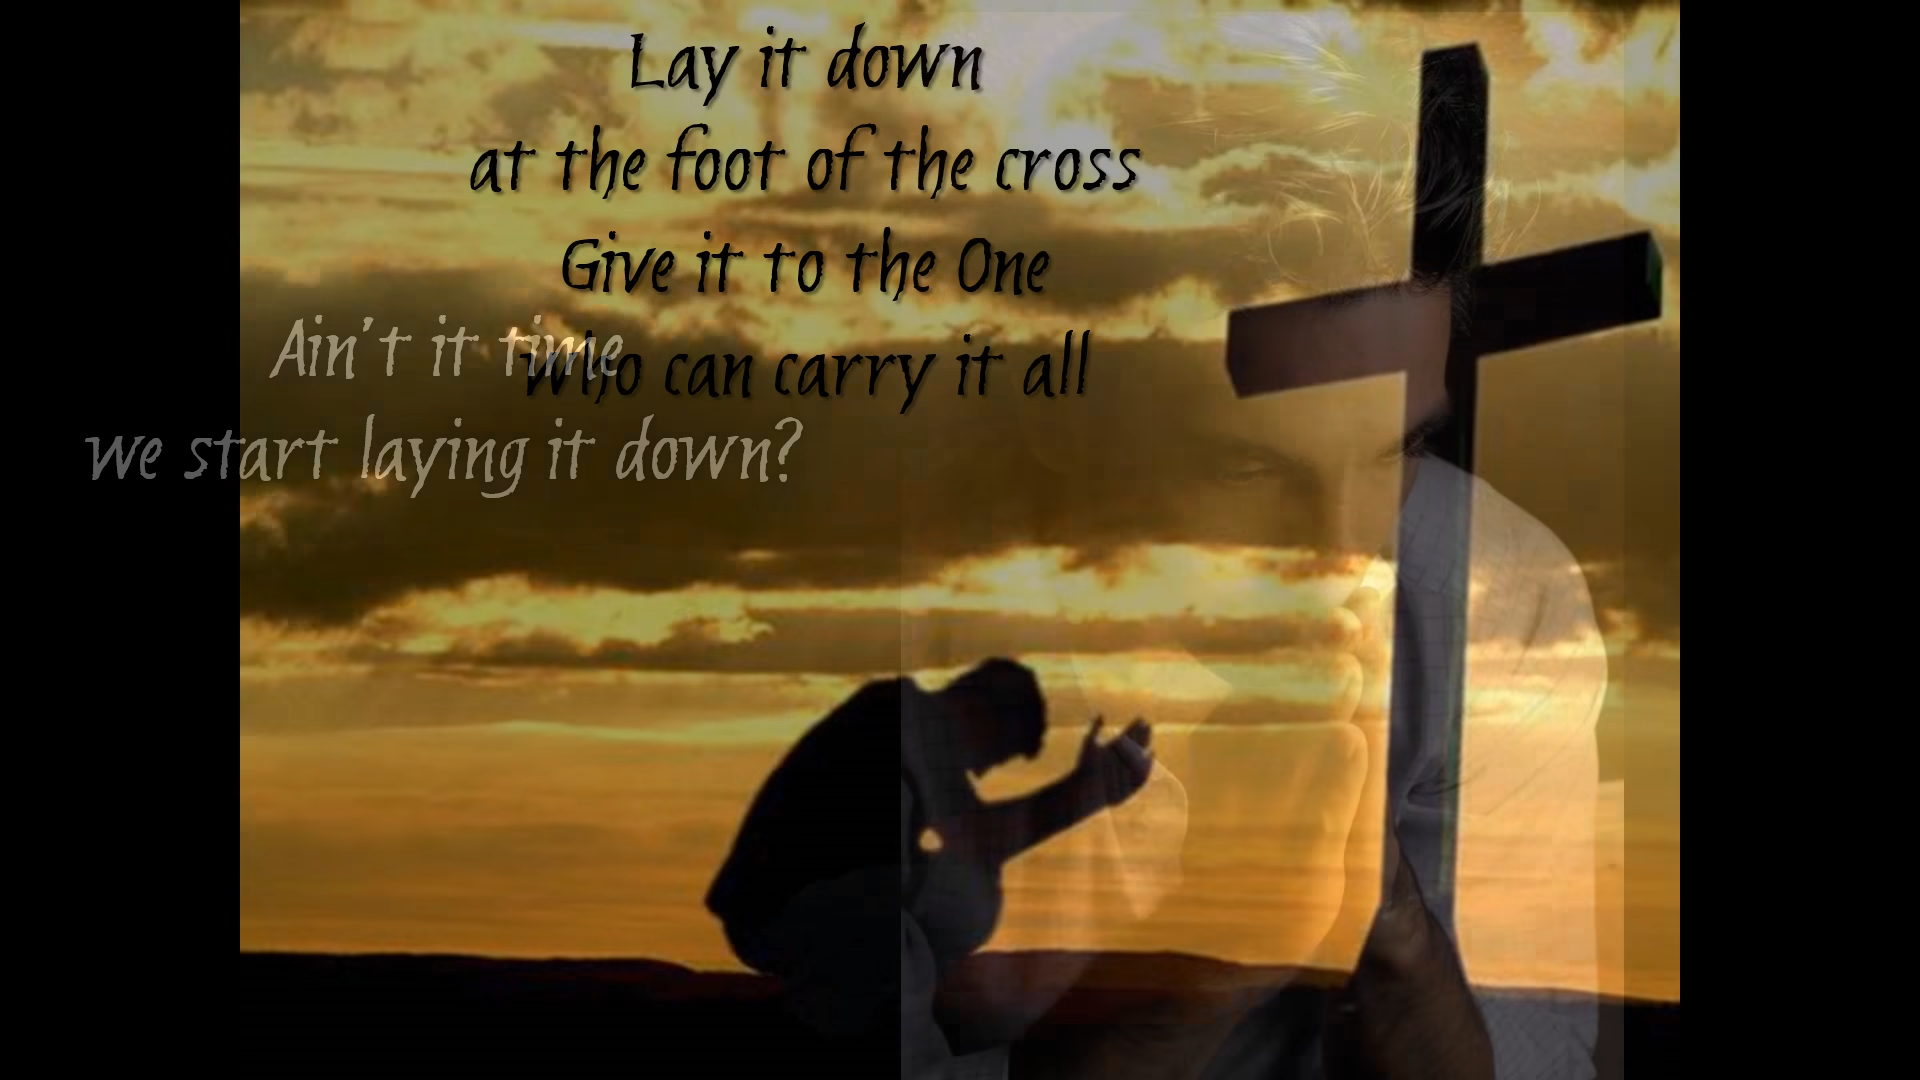 Lay it down
at the foot of the cross
Give it to the One
who can carry it all
Ain't it time
we start laying it down?